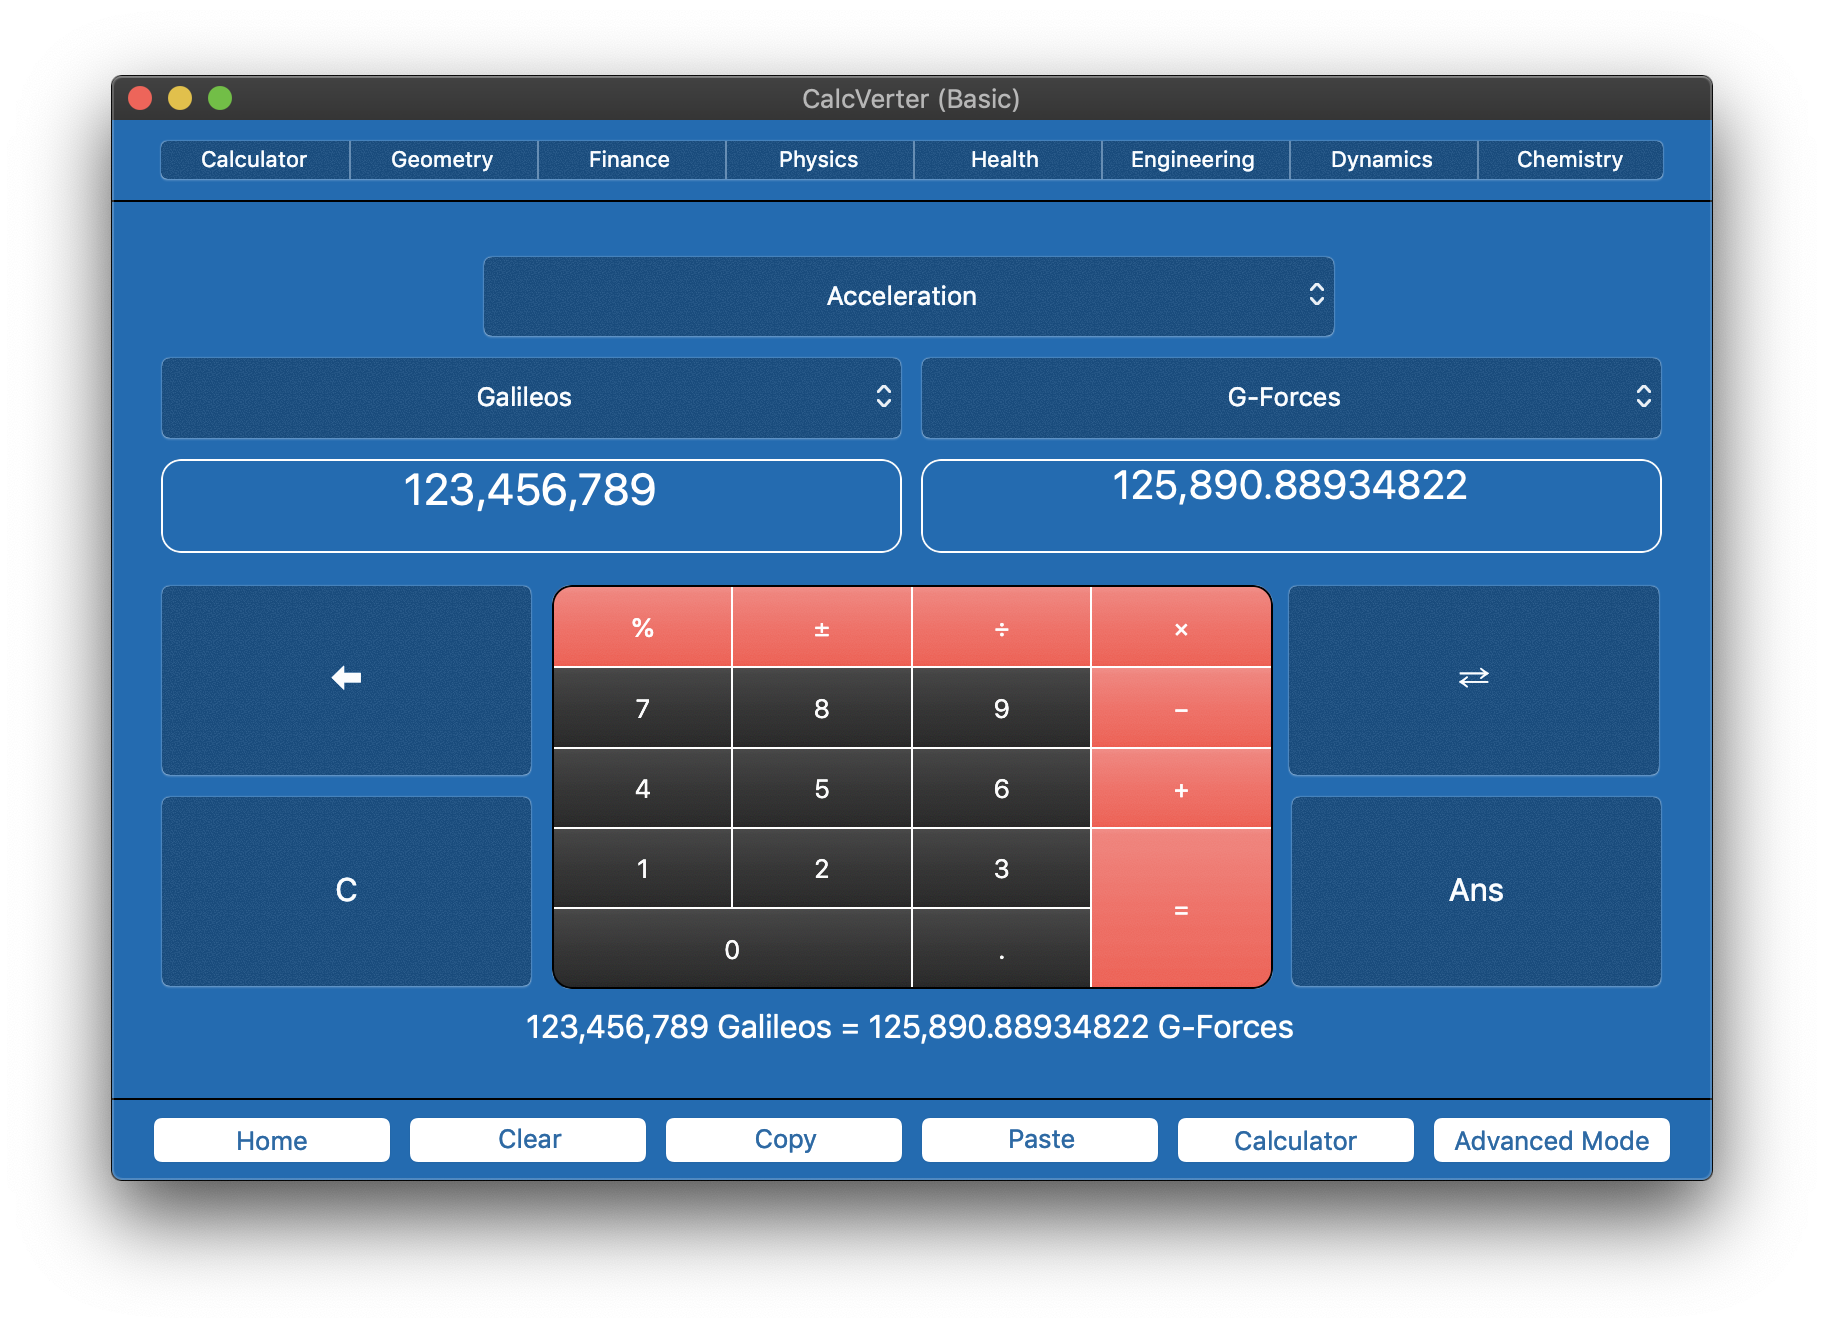 CalcVerter (Basic)
Calculator Geometry Finance Physics Health Engineering Dynamics Chemistry
Acceleration
Galileos G-Forces
123,456,789 125,890.88934822
% ± ÷ ×
7 8 9 −
4 5 6 +
1 2 3
C = Ans
0 .
123,456,789 Galileos = 125,890.88934822 G-Forces
Home Clear Copy Paste Calculator Advanced Mode